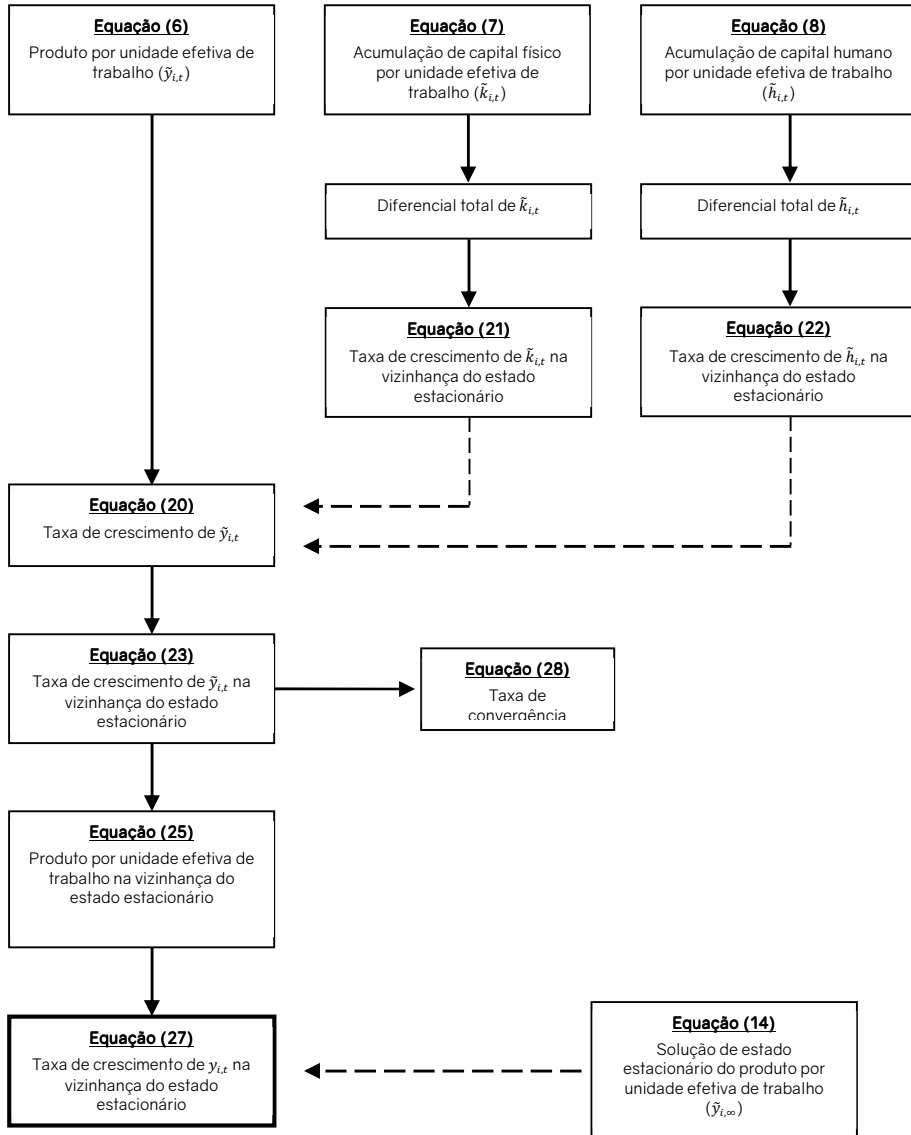 Equação (6)
Produto por unidade efetiva de
trabalho (ỹi,t)
Equação (7)
Acumulação de capital físico
por unidade efetiva de
trabalho (k̃i,t)
Equação (8)
Acumulação de capital humano
por unidade efetiva de trabalho
(h̃i,t)
Diferencial total de k̃i,t
Diferencial total de h̃i,t
Equação (21)
Taxa de crescimento de k̃i,t na
vizinhança do estado
estacionário
Equação (22)
Taxa de crescimento de h̃i,t na
vizinhança do estado
estacionário
Equação (20)
Taxa de crescimento de ỹi,t
Equação (23)
Taxa de crescimento de ỹi,t na
vizinhança do estado
estacionário
Equação (28)
Taxa de
convergência
Equação (25)
Produto por unidade efetiva de
trabalho na vizinhança do
estado estacionário
Equação (27)
Taxa de crescimento de yi,t na
vizinhança do estado
estacionário
Equação (14)
Solução de estado
estacionário do produto por
unidade efetiva de trabalho
(ỹi,∞)